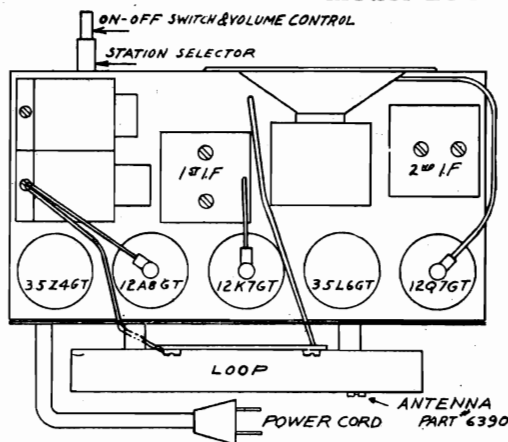 ON-OFF SWITCH & VOLUME CONTROL
STATION SELECTOR
1ST I.F
2ND I.F
35Z4GT
12A8GT
12K7GT
35L6GT
12Q7GT
LOOP
ANTENNA
PART #6390
POWER CORD